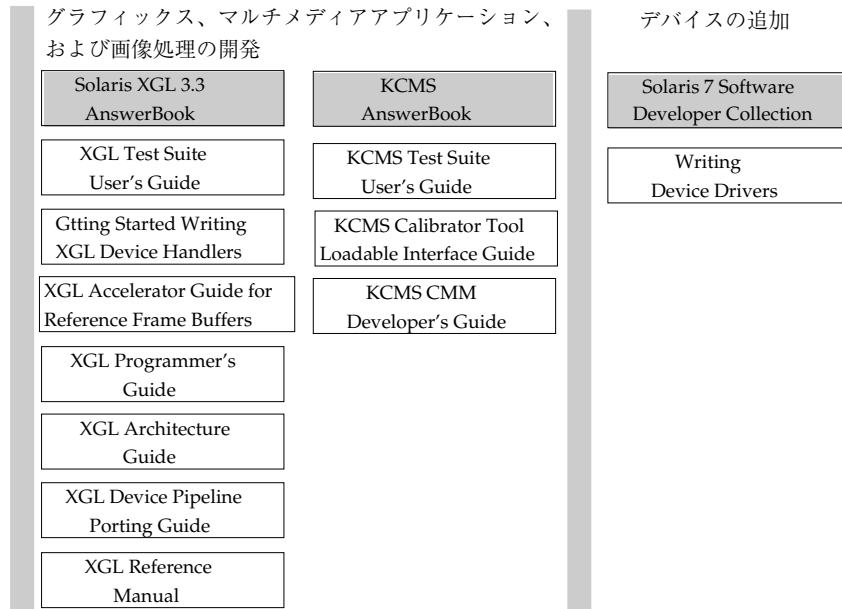 グラフィックス、マルチメディアアプリケーション、
および画像処理の開発
Solaris XGL 3.3
AnswerBook
XGL Test Suite
User's Guide
Gtting Started Writing
XGL Device Handlers
XGL Accelerator Guide for
Reference Frame Buffers
XGL Programmer's
Guide
XGL Architecture
Guide
XGL Device Pipeline
Porting Guide
XGL Reference
Manual
KCMS
AnswerBook
KCMS Test Suite
User's Guide
KCMS Calibrator Tool
Loadable Interface Guide
KCMS CMM
Developer's Guide
デバイスの追加
Solaris 7 Software
Developer Collection
Writing
Device Drivers